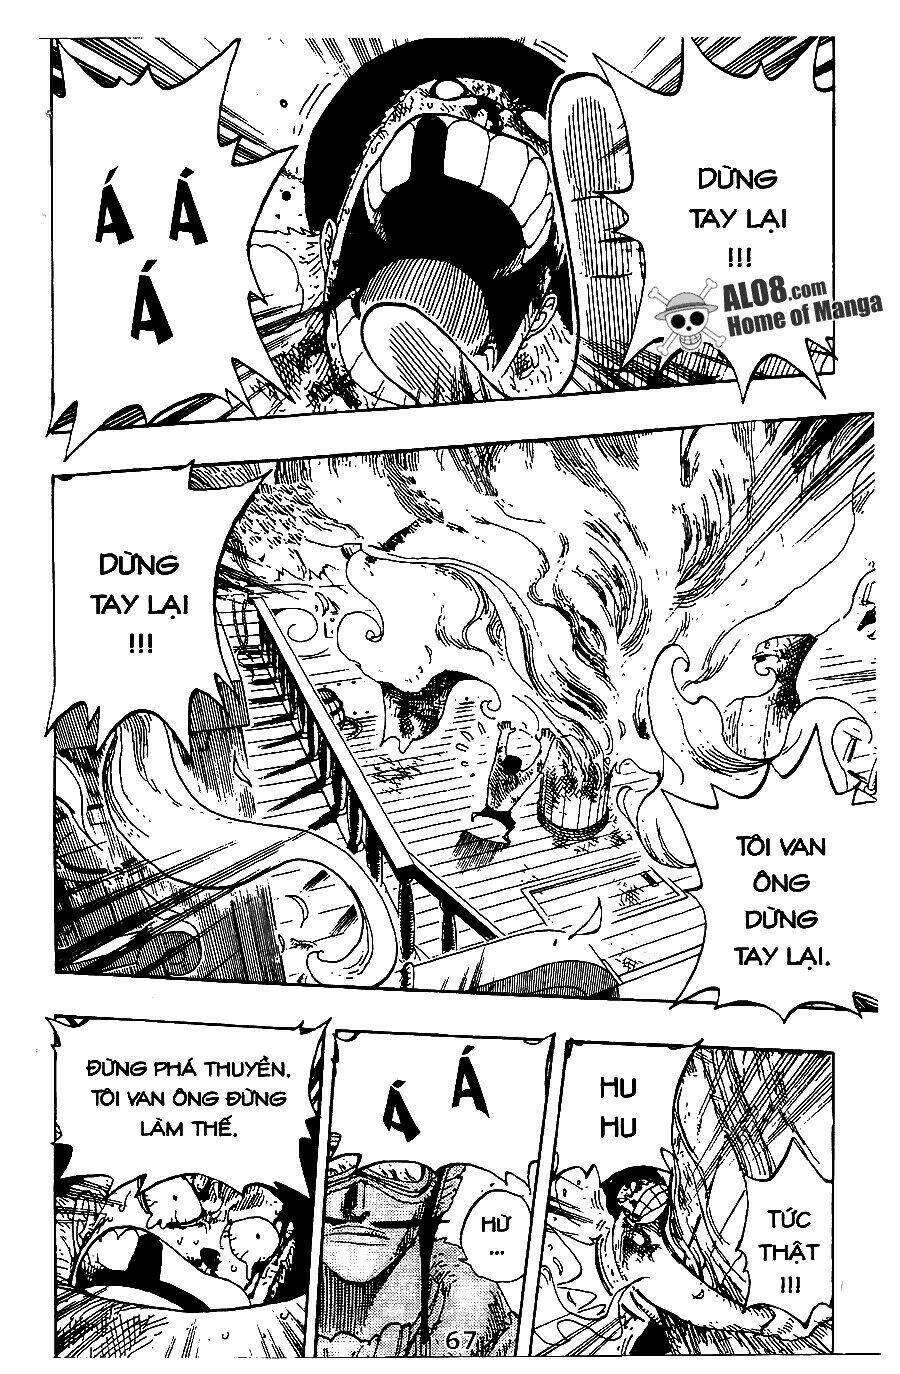 Á Á
Á
DỪNG
TAY LẠI
!!!
AL08.com
Home of Manga
DỪNG
TAY LẠI
!!!
TÔI VAN
ÔNG
DỪNG
TAY LẠI.
ĐỪNG PHÁ THUYỀN.
TÔI VAN ÔNG ĐỪNG
LÀM THẾ.
Á Á
HỪ
...
HU
HU
TỨC
THẬT
!!!
67